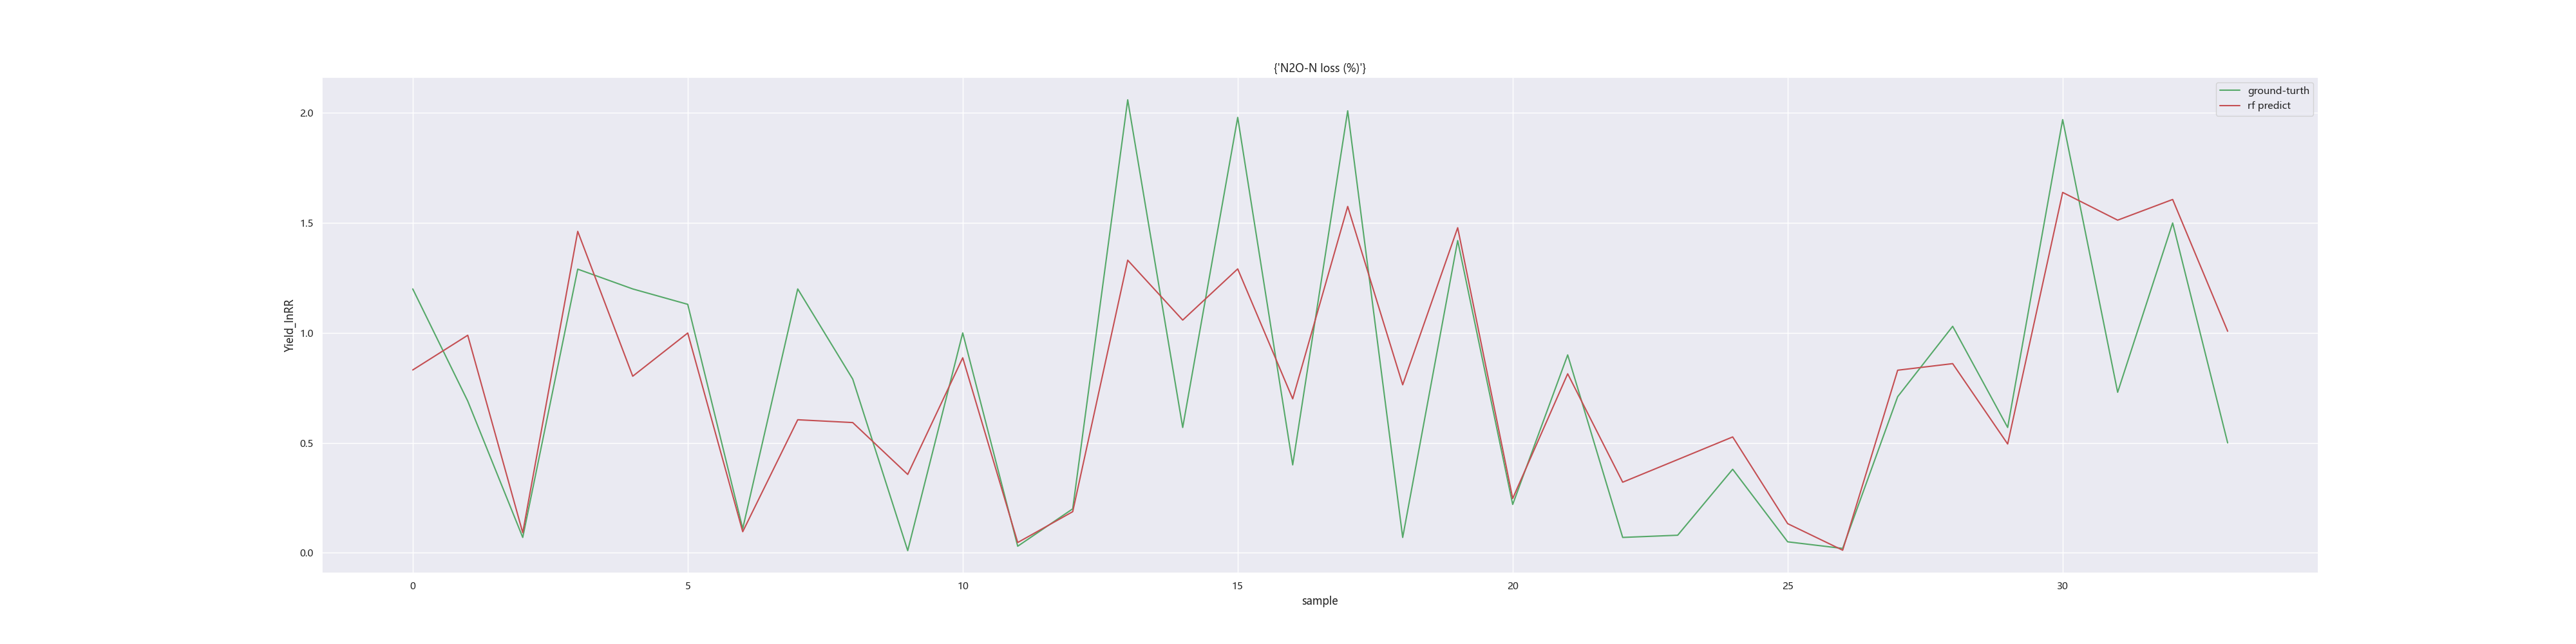 {'N2O-N loss (%)'}
ground-turth
rf predict
Yield_lnRR
2.0
1.5
1.0
0.5
0.0
0 5 10 15 20 25 30
sample